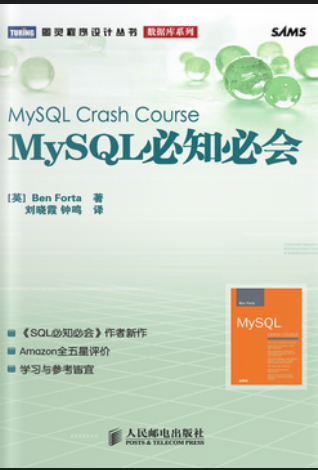 TURING 图灵程序设计丛书 数据库系列 SAMS
MySQL Crash Course
MySQL必知必会
[英] Ben Forta 著
刘晓霞 钟鸣 译
Ben Forta
MySQL
《SQL必知必会》作者新作
Amazon全五星评价
学习与参考皆宜
人民邮电出版社
POSTS & TELECOM PRESS